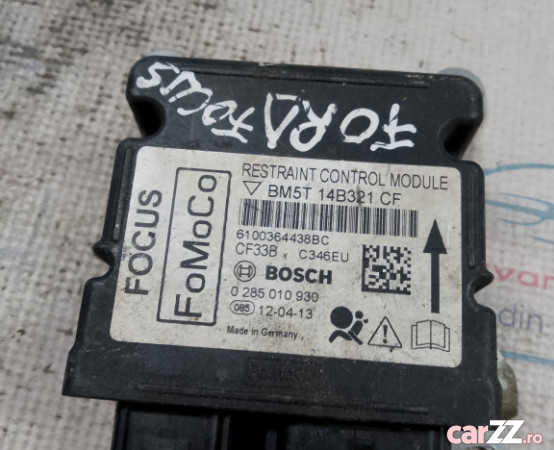 FORD FOCUS
FOCUS
FoMoCo
RESTRAINT CONTROL MODULE
BM5T 14B321 CF
6100364438BC
CF33B C346EU
BOSCH
0 285 010 930
085 12-04-13
Made in Germany
carzz.ro